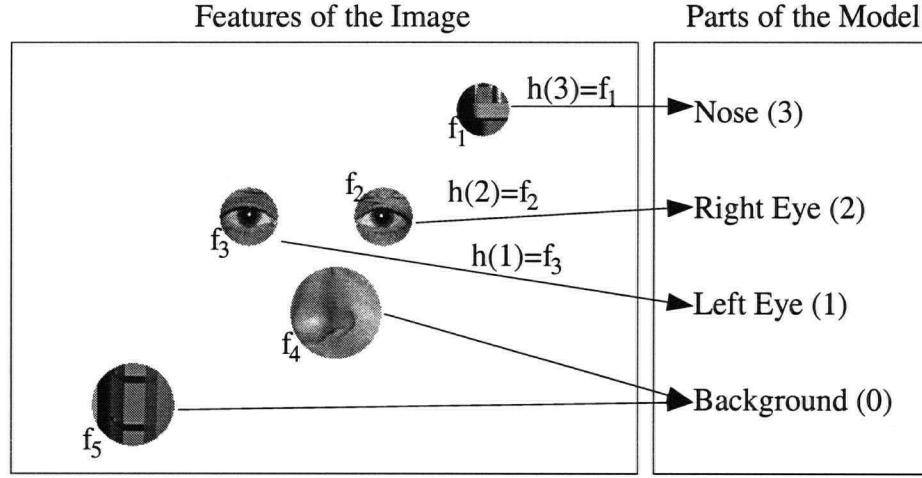 Features of the Image
Parts of the Model
h(3)=f₁
f₁
Nose (3)
f₂
h(2)=f₂
Right Eye (2)
f₃
h(1)=f₃
Left Eye (1)
f₄
Background (0)
f₅